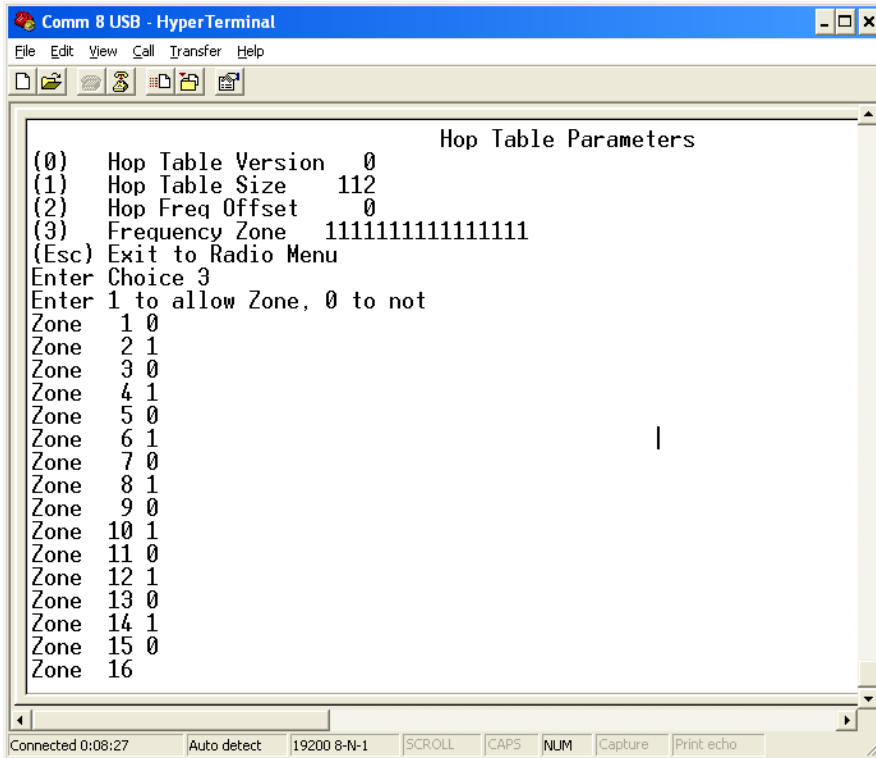 Comm 8 USB - HyperTerminal
File Edit View Call Transfer Help
Hop Table Parameters
(0) Hop Table Version 0
(1) Hop Table Size 112
(2) Hop Freq Offset 0
(3) Frequency Zone 1111111111111111
(Esc) Exit to Radio Menu
Enter Choice 3
Enter 1 to allow Zone, 0 to not
Zone 1 0
Zone 2 1
Zone 3 0
Zone 4 1
Zone 5 0
Zone 6 1
Zone 7 0
Zone 8 1
Zone 9 0
Zone 10 1
Zone 11 0
Zone 12 1
Zone 13 0
Zone 14 1
Zone 15 0
Zone 16
Connected 0:08:27 Auto detect 19200 8-N-1 SCROLL CAPS NUM Capture Print echo